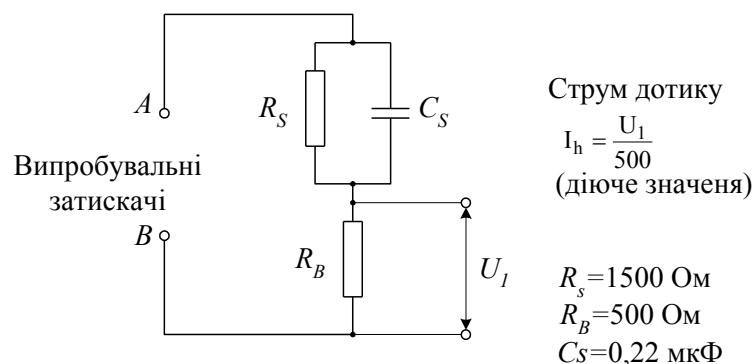 A
Випробувальні
затискачі
B
R_S
C_S
R_B
U_1
Струм дотику
I_h = U_1/500
(діюче значеня)
R_s=1500 Ом
R_B=500 Ом
Cs=0,22 мкФ